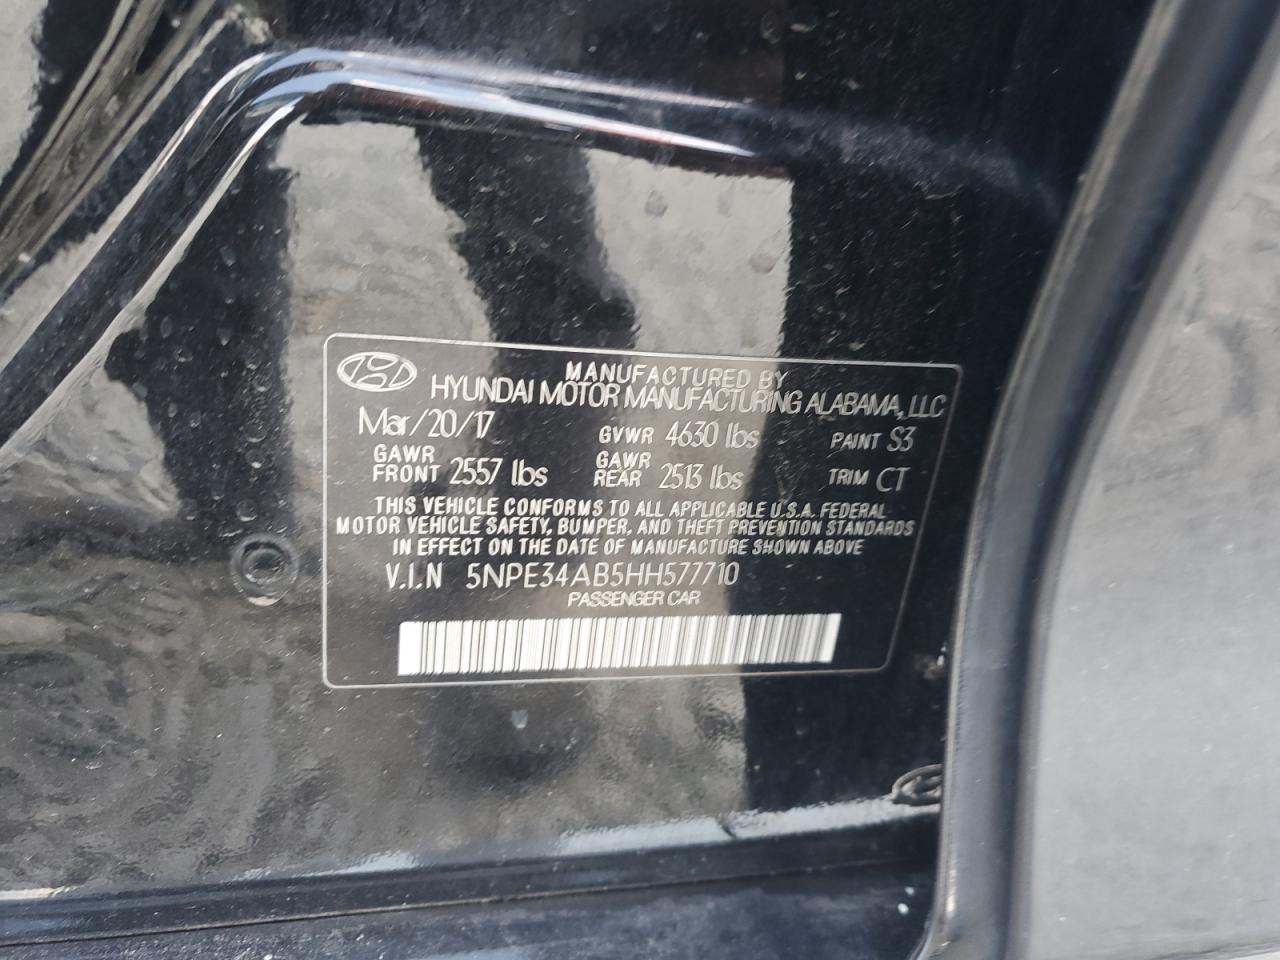 MANUFACTURED BY
HYUNDAI MOTOR MANUFACTURING ALABAMA, LLC
Mar/20/17 GVWR 4630 lbs PAINT S3
GAWR FRONT 2557 lbs GAWR REAR 2513 lbs TRIM CT
THIS VEHICLE CONFORMS TO ALL APPLICABLE U.S.A. FEDERAL
MOTOR VEHICLE SAFETY, BUMPER, AND THEFT PREVENTION STANDARDS
IN EFFECT ON THE DATE OF MANUFACTURE SHOWN ABOVE
V.I.N 5NPE34AB5HH577710
PASSENGER CAR